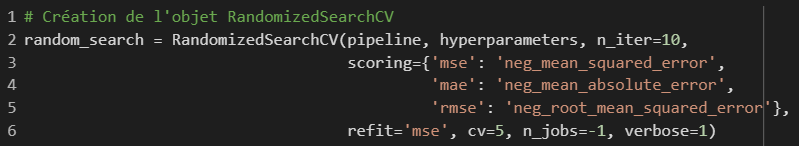 1 # Création de l'objet RandomizedSearchCV
2 random_search = RandomizedSearchCV(pipeline, hyperparameters, n_iter=10,
3 scoring={'mse': 'neg_mean_squared_error',
4 'mae': 'neg_mean_absolute_error',
5 'rmse': 'neg_root_mean_squared_error'},
6 refit='mse', cv=5, n_jobs=-1, verbose=1)